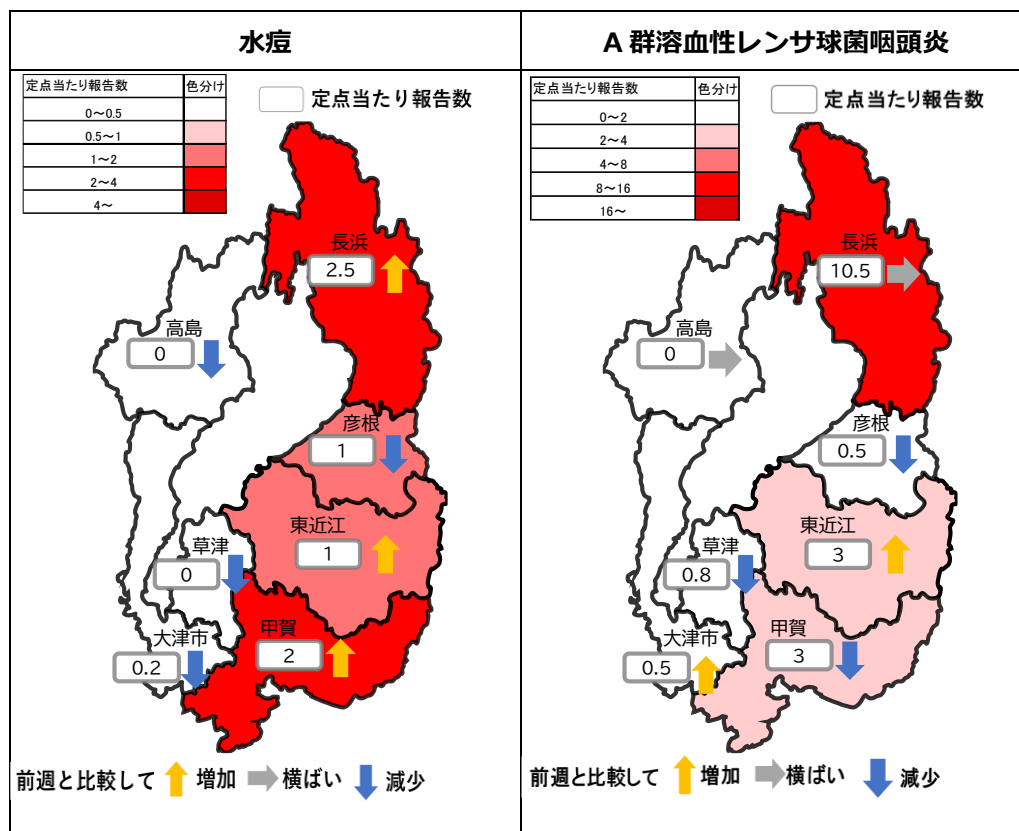 水痘
定点当たり報告数 色分け
0～0.5
0.5～1
1～2
2～4
4～
定点当たり報告数
長浜
2.5
高島
0
彦根
1
東近江
1
草津
0
甲賀
2
大津市
0.2
前週と比較して 増加 横ばい 減少
A 群溶血性レンサ球菌咽頭炎
定点当たり報告数 色分け
0～2
2～4
4～8
8～16
16～
定点当たり報告数
長浜
10.5
高島
0
彦根
0.5
東近江
3
草津
0.8
甲賀
3
大津市
0.5
前週と比較して 増加 横ばい 減少